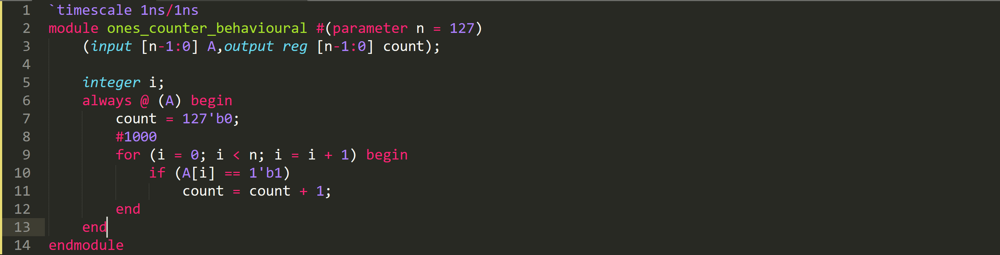 1 `timescale 1ns/1ns
2 module ones_counter_behavioural #(parameter n = 127)
3     (input [n-1:0] A,output reg [n-1:0] count);
4
5     integer i;
6     always @ (A) begin
7         count = 127'b0;
8         #1000
9         for (i = 0; i < n; i = i + 1) begin
10             if (A[i] == 1'b1)
11                 count = count + 1;
12         end
13     end
14 endmodule